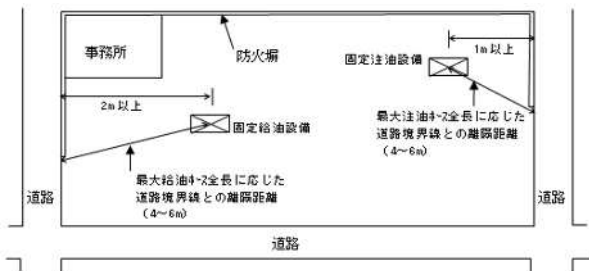 事務所
防火塀
固定注油設備
1m以上
2m以上
固定給油設備
最大注油ホース全長に応じた
道路境界線との離隔距離
(4～6m)
最大給油ホース全長に応じた
道路境界線との離隔距離
(4～6m)
道路
道路
道路